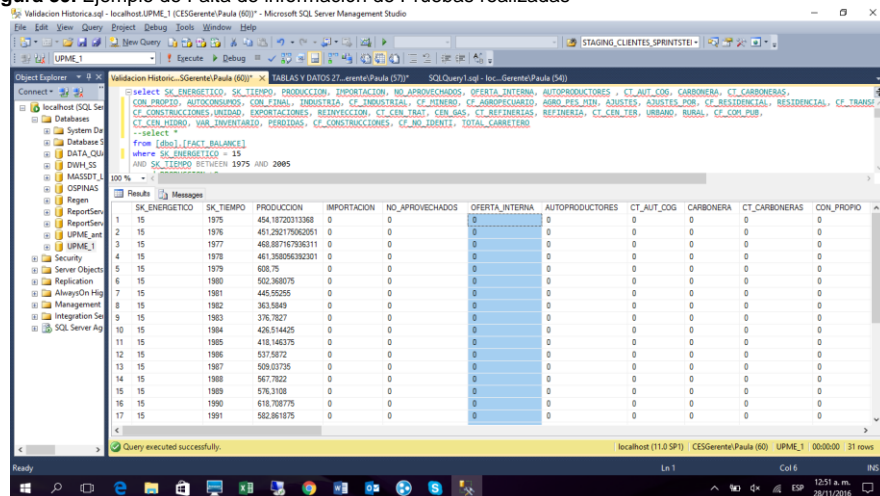 gura 35. Ejemplo de Falta de información de Pruebas realizadas
Validacion Historica.sql - localhost.UPME_1 (CESGerente\Paula (60))* - Microsoft SQL Server Management Studio
File Edit View Query Project Debug Tools Window Help
New Query
STAGING_CLIENTES_SPRINTSTEI
UPME_1
Execute Debug
Object Explorer
Validacion Historic...SGerente\Paula (60))*
TABLAS Y DATOS 27...erente\Paula (57))*
SQLQuery1.sql - loc...Gerente\Paula (54))
Connect
localhost (SQL Ser
Databases
System Da
Database S
DATA_QUA
DWH_SS
MASSDT_L
OSPINAS
Regen
ReportServ
ReportServ
UPME_ant
UPME_1
Security
Server Objects
Replication
AlwaysOn Hig
Management
Integration Se
SQL Server Ag
select SK_ENERGETICO, SK_TIEMPO, PRODUCCION, IMPORTACION, NO_APROVECHADOS, OFERTA_INTERNA, AUTOPRODUCTORES , CT_AUT_COG, CARBONERA, CT_CARBONERAS,
CON_PROPIO, AUTOCONSUMOS, CON_FINAL, INDUSTRIA, CF_INDUSTRIAL, CF_MINERO, CF_AGROPECUARIO, AGRO_PES_MIN, AJUSTES, AJUSTES_POR, CF_RESIDENCIAL, RESIDENCIAL, CF_TRANS
CF_CONSTRUCCIONES,UNIDAD, EXPORTACIONES, REINYECCION, CT_CEN_TRAT, CEN_GAS, CT_REFINERIAS, REFINERIA, CT_CEN_TER, URBANO, RURAL, CF_COM_PUB,
CT_CEN_HIDRO, VAR_INVENTARIO, PERDIDAS, CF_CONSTRUCCIONES, CF_NO_IDENTI, TOTAL_CARRETERO
--select *
from [dbo].[FACT_BALANCE]
where SK_ENERGETICO = 15
AND SK_TIEMPO BETWEEN 1975 AND 2005
100 %
Results Messages
SK_ENERGETICO SK_TIEMPO PRODUCCION IMPORTACION NO_APROVECHADOS OFERTA_INTERNA AUTOPRODUCTORES CT_AUT_COG CARBONERA CT_CARBONERAS CON_PROPIO
1 15 1975 454,18720313368 0 0 0 0 0 0 0 0
2 15 1976 451,292175062051 0 0 0 0 0 0 0 0
3 15 1977 468,887167936311 0 0 0 0 0 0 0 0
4 15 1978 461,358056392301 0 0 0 0 0 0 0 0
5 15 1979 608,75 0 0 0 0 0 0 0 0
6 15 1980 502,368075 0 0 0 0 0 0 0 0
7 15 1981 445,55255 0 0 0 0 0 0 0 0
8 15 1982 363,5849 0 0 0 0 0 0 0 0
9 15 1983 376,7827 0 0 0 0 0 0 0 0
10 15 1984 426,514425 0 0 0 0 0 0 0 0
11 15 1985 418,146375 0 0 0 0 0 0 0 0
12 15 1986 537,5872 0 0 0 0 0 0 0 0
13 15 1987 509,03735 0 0 0 0 0 0 0 0
14 15 1988 567,7822 0 0 0 0 0 0 0 0
15 15 1989 576,3108 0 0 0 0 0 0 0 0
16 15 1990 618,708775 0 0 0 0 0 0 0 0
17 15 1991 582,861875 0 0 0 0 0 0 0 0
Query executed successfully.
localhost (11.0 SP1) CESGerente\Paula (60) UPME_1 00:00:00 31 rows
Ready
Ln 1 Col 6 INS
ESP
12:51 a. m.
28/11/2016